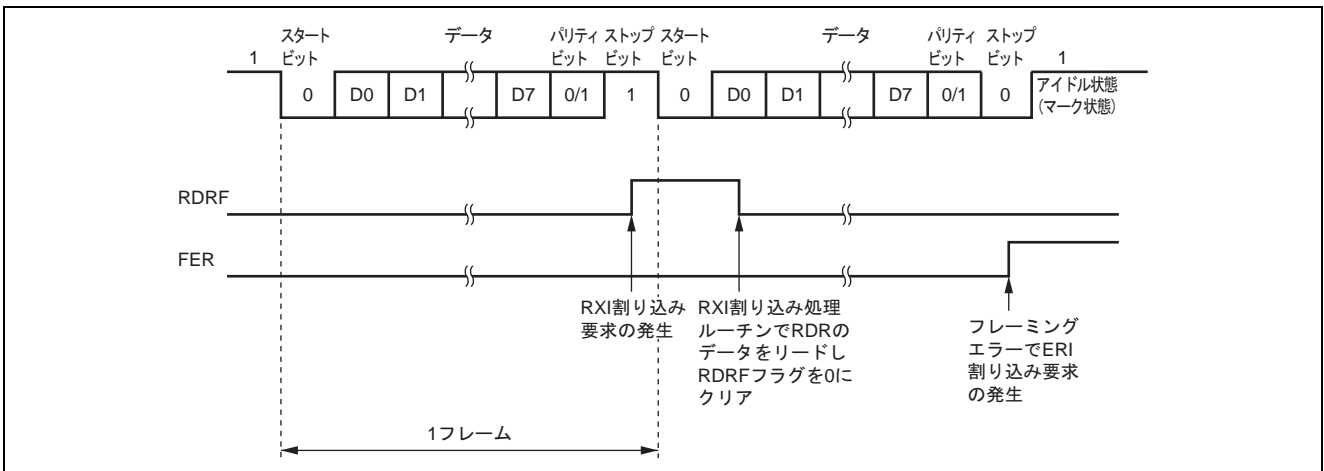 スタート データ パリティ ストップ スタート データ パリティ ストップ
1 ビット ビット ビット ビット ビット ビット 1
0 D0 D1 D7 0/1 1 0 D0 D1 D7 0/1 0 アイドル状態
(マーク状態)
RDRF
FER
RXI割り込み
要求の発生
RXI割り込み処理
ルーチンでRDRの
データをリードし
RDRFフラグを0に
クリア
フレーミング
エラーでERI
割り込み要求
の発生
1フレーム